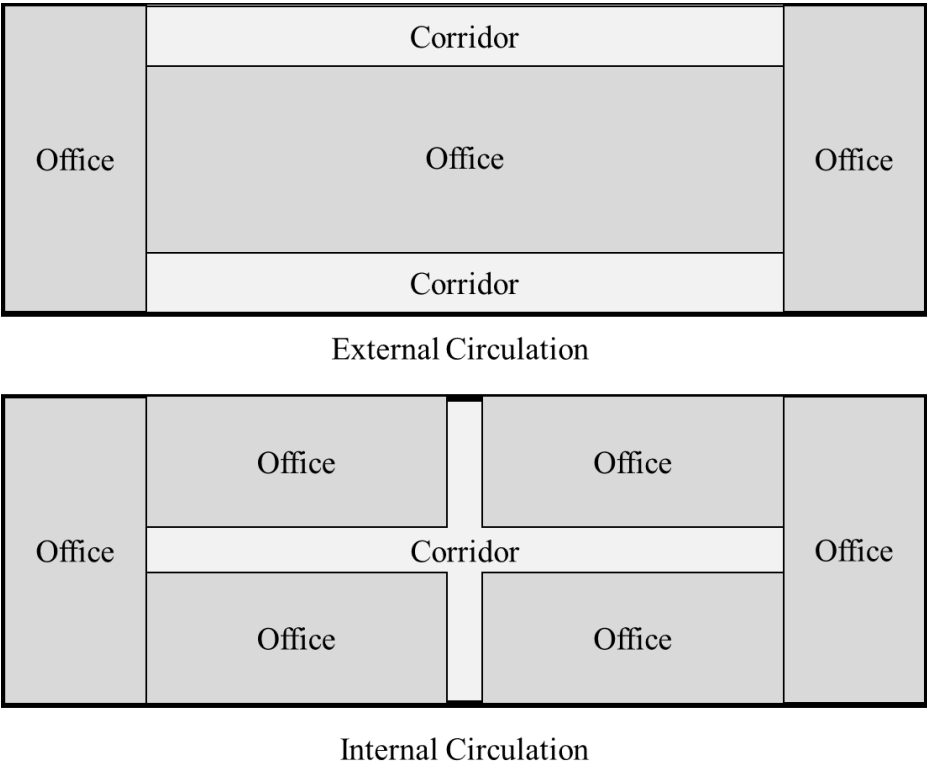 Corridor
Office
Office
Office
Corridor
External Circulation
Office
Office
Office
Corridor
Office
Office
Office
Internal Circulation